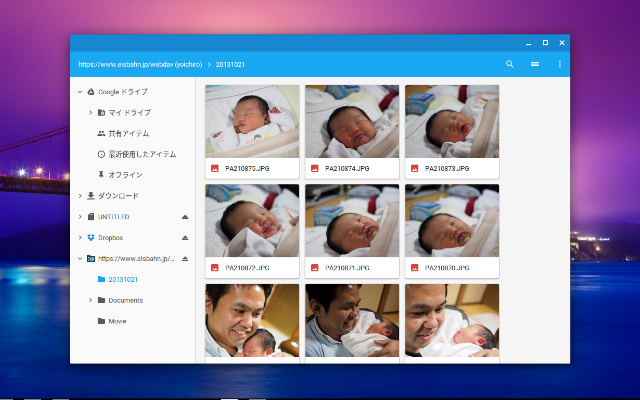 https://www.eisbahn.jp/webdav (yoichiro) > 20131021
Google ドライブ
マイ ドライブ
共有アイテム
最近使用したアイテム
オフライン
ダウンロード
UNTITLED
Dropbox
https://www.eisbahn.jp/...
20131021
Documents
Movie
PA210875.JPG
PA210874.JPG
PA210873.JPG
PA210872.JPG
PA210871.JPG
PA210870.JPG